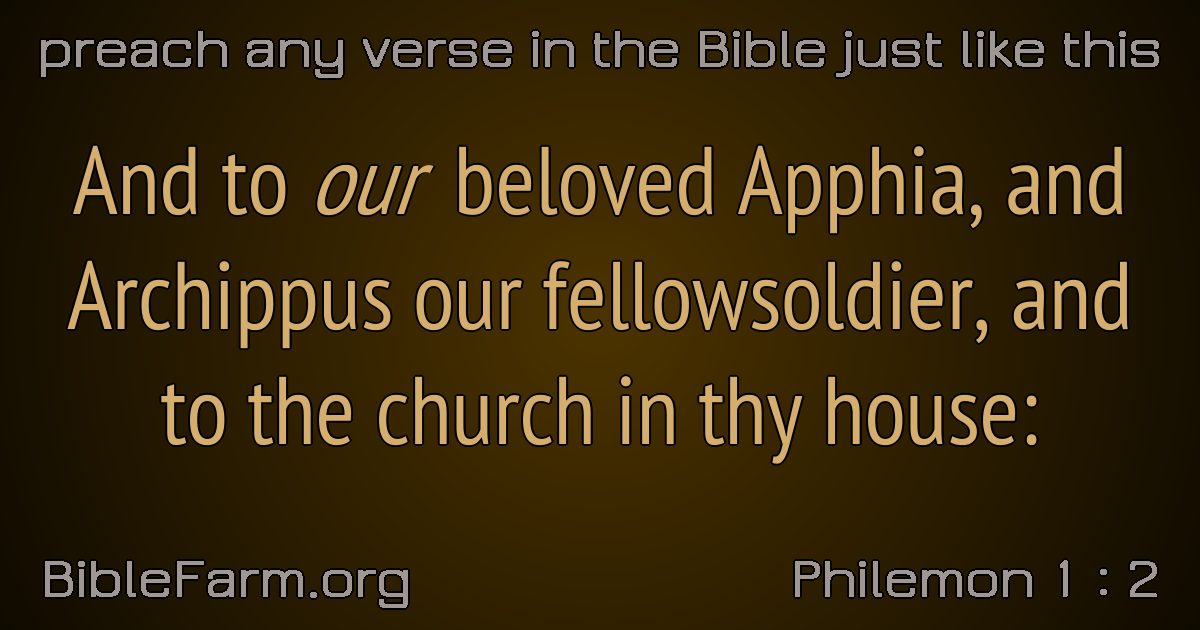 preach any verse in the Bible just like this
And to our beloved Apphia, and
Archippus our fellowsoldier, and
to the church in thy house:
BibleFarm.org
Philemon 1 : 2